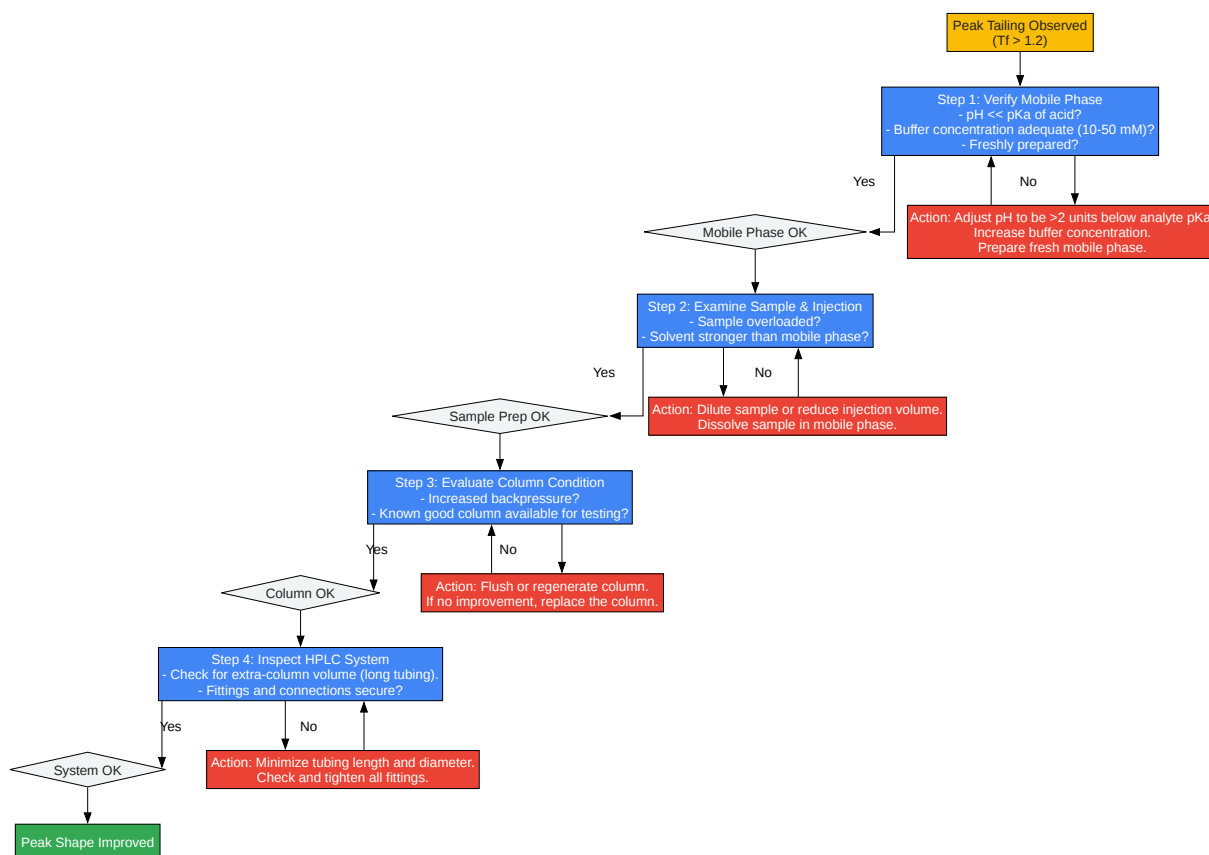 Peak Tailing Observed
(Tf > 1.2)
Step 1: Verify Mobile Phase
- pH << pKa of acid?
- Buffer concentration adequate (10-50 mM)?
- Freshly prepared?
Yes
No
Action: Adjust pH to be >2 units below analyte pKa
Increase buffer concentration.
Prepare fresh mobile phase.
Mobile Phase OK
Step 2: Examine Sample & Injection
- Sample overloaded?
- Solvent stronger than mobile phase?
Yes
No
Action: Dilute sample or reduce injection volume.
Dissolve sample in mobile phase.
Sample Prep OK
Step 3: Evaluate Column Condition
- Increased backpressure?
- Known good column available for testing?
Yes
No
Action: Flush or regenerate column.
If no improvement, replace the column.
Column OK
Step 4: Inspect HPLC System
- Check for extra-column volume (long tubing).
- Fittings and connections secure?
Yes
No
Action: Minimize tubing length and diameter.
Check and tighten all fittings.
System OK
Peak Shape Improved